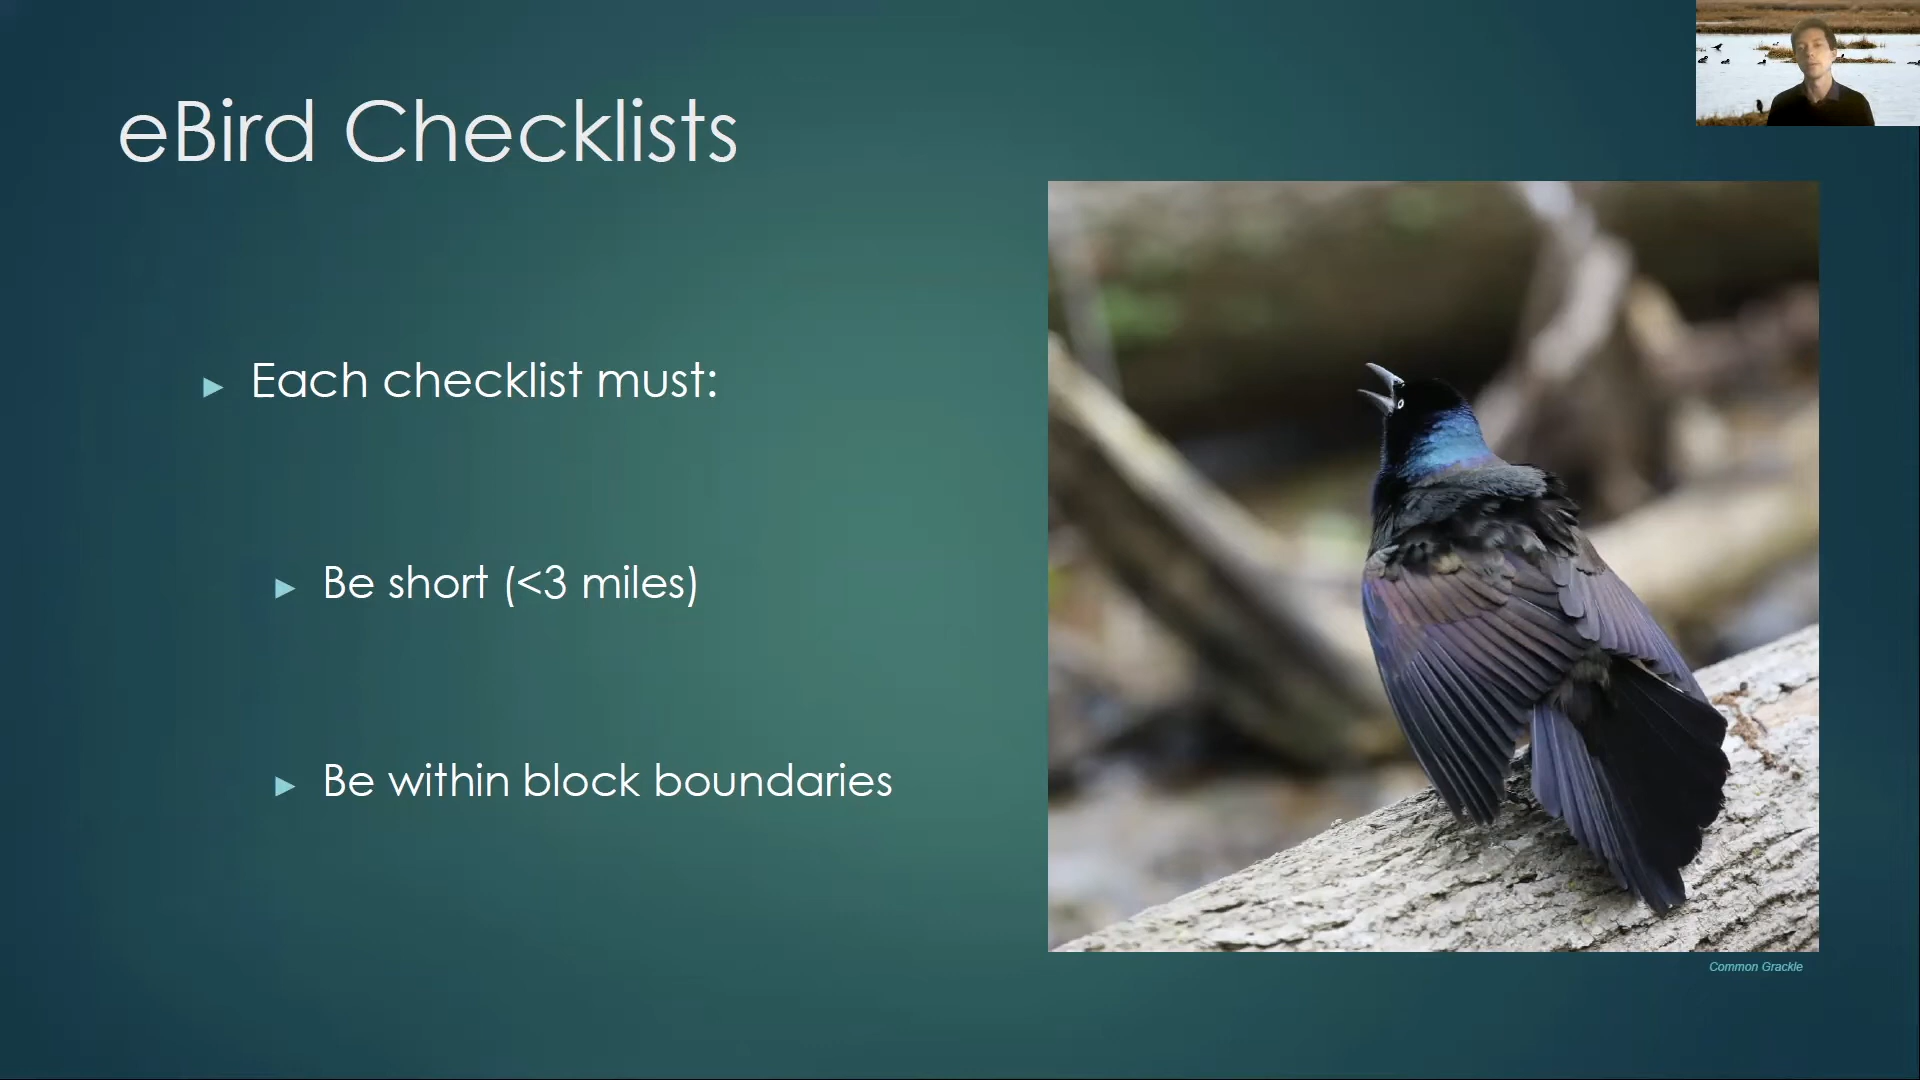 eBird Checklists
Each checklist must:
Be short (<3 miles)
Be within block boundaries
Common Grackle